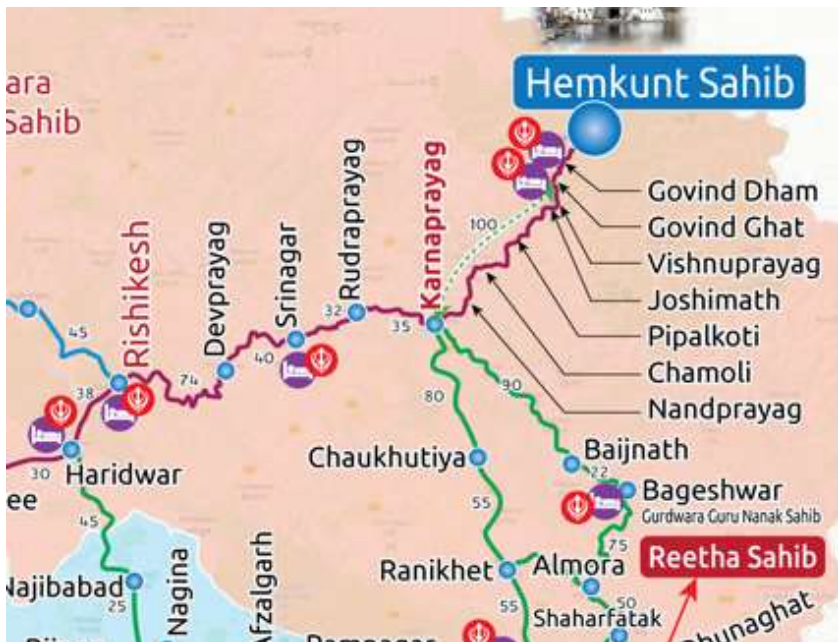 ara
Sahib
Hemkunt Sahib
Govind Dham
Govind Ghat
Vishnuprayag
Joshimath
Pipalkoti
Chamoli
Nandprayag
100
Karnaprayag
Rudraprayag
Srinagar
Devprayag
Rishikesh
45
38
74
40
32
35
80
90
30
Haridwar
ee
45
Chaukhutiya
Baijnath
22
Bageshwar
Gurdwara Guru Nanak Sahib
55
75
Reetha Sahib
Najibabad
25
Nagina
Afzalgarh
Ranikhet
Almora
55
50
Shaharfatak
Dhunaghat
Ramnagar